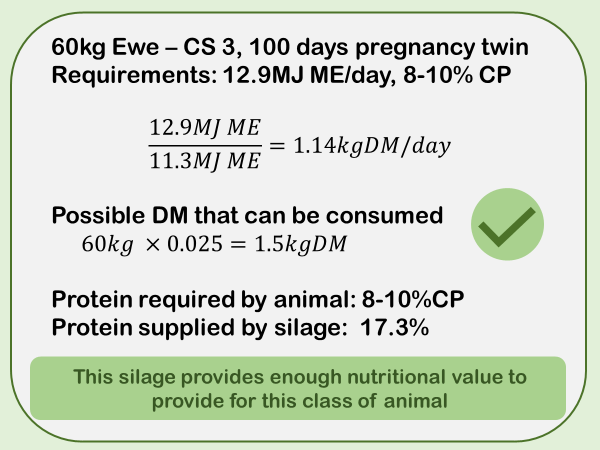 60kg Ewe – CS 3, 100 days pregnancy twin
Requirements: 12.9MJ ME/day, 8-10% CP
12.9MJ ME
11.3MJ ME = 1.14kgDM/day
Possible DM that can be consumed
60kg × 0.025 = 1.5kgDM
Protein required by animal: 8-10%CP
Protein supplied by silage: 17.3%
This silage provides enough nutritional value to
provide for this class of animal